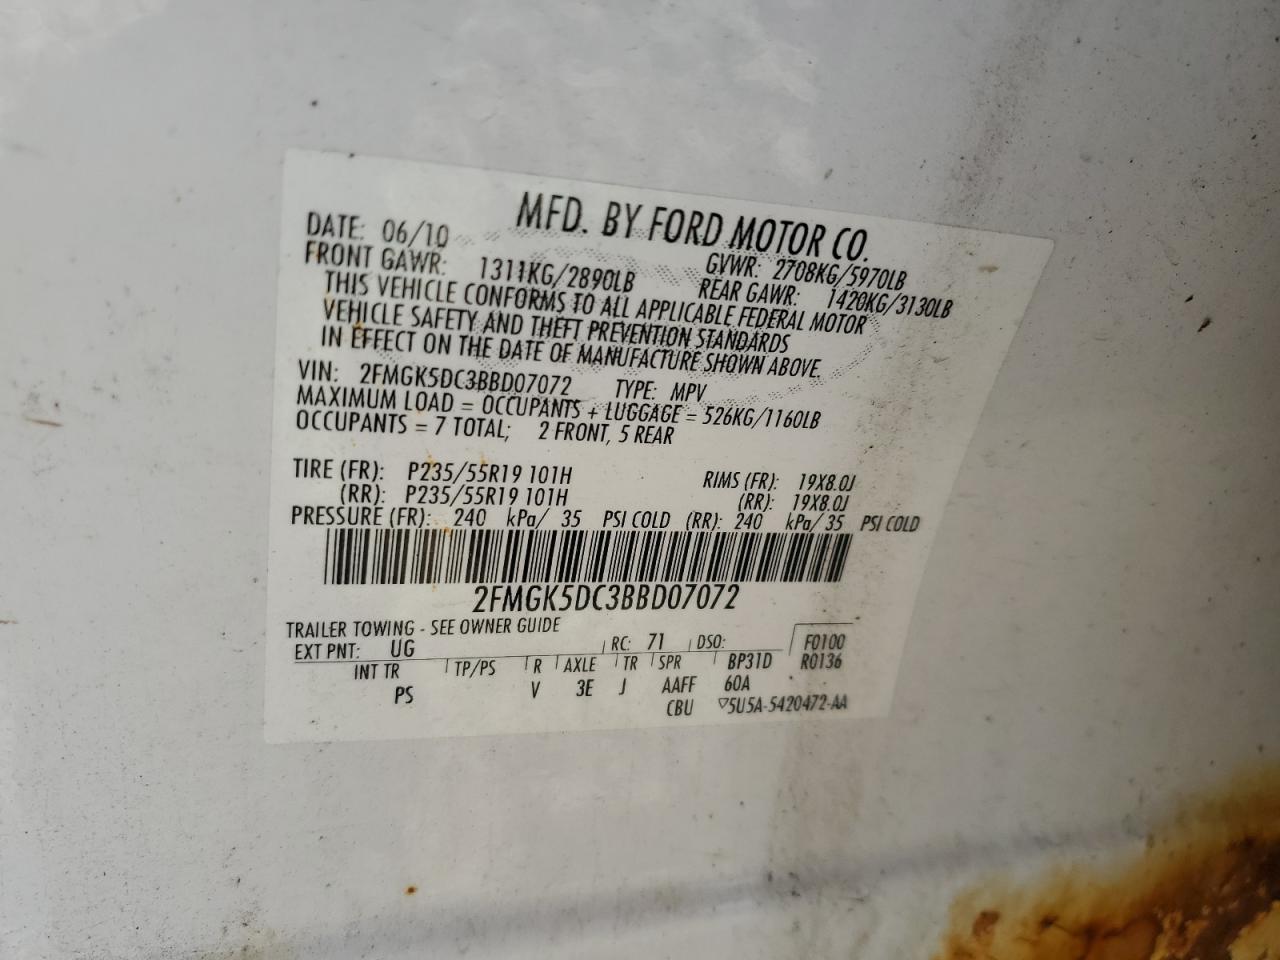 MFD. BY FORD MOTOR CO.
DATE: 06/10 GVWR: 2708KG/5970LB
FRONT GAWR: 1311KG/2890LB REAR GAWR: 1420KG/3130LB
THIS VEHICLE CONFORMS TO ALL APPLICABLE FEDERAL MOTOR
VEHICLE SAFETY AND THEFT PREVENTION STANDARDS
IN EFFECT ON THE DATE OF MANUFACTURE SHOWN ABOVE.
VIN: 2FMGK5DC3BBD07072 TYPE: MPV
MAXIMUM LOAD = OCCUPANTS + LUGGAGE = 526KG/1160LB
OCCUPANTS = 7 TOTAL; 2 FRONT, 5 REAR
TIRE (FR): P235/55R19 101H RIMS (FR): 19X8.0J
(RR): P235/55R19 101H (RR): 19X8.0J
PRESSURE (FR): 240 kPa/ 35 PSI COLD (RR): 240 kPa/ 35 PSI COLD
2FMGK5DC3BBD07072
TRAILER TOWING - SEE OWNER GUIDE
EXT PNT: UG RC: 71 DSO: F0100
INT TR TP/PS R AXLE TR SPR BP31D R0136
PS V 3E J AAFF 60A
CBU ▽5U5A-5420472-AA